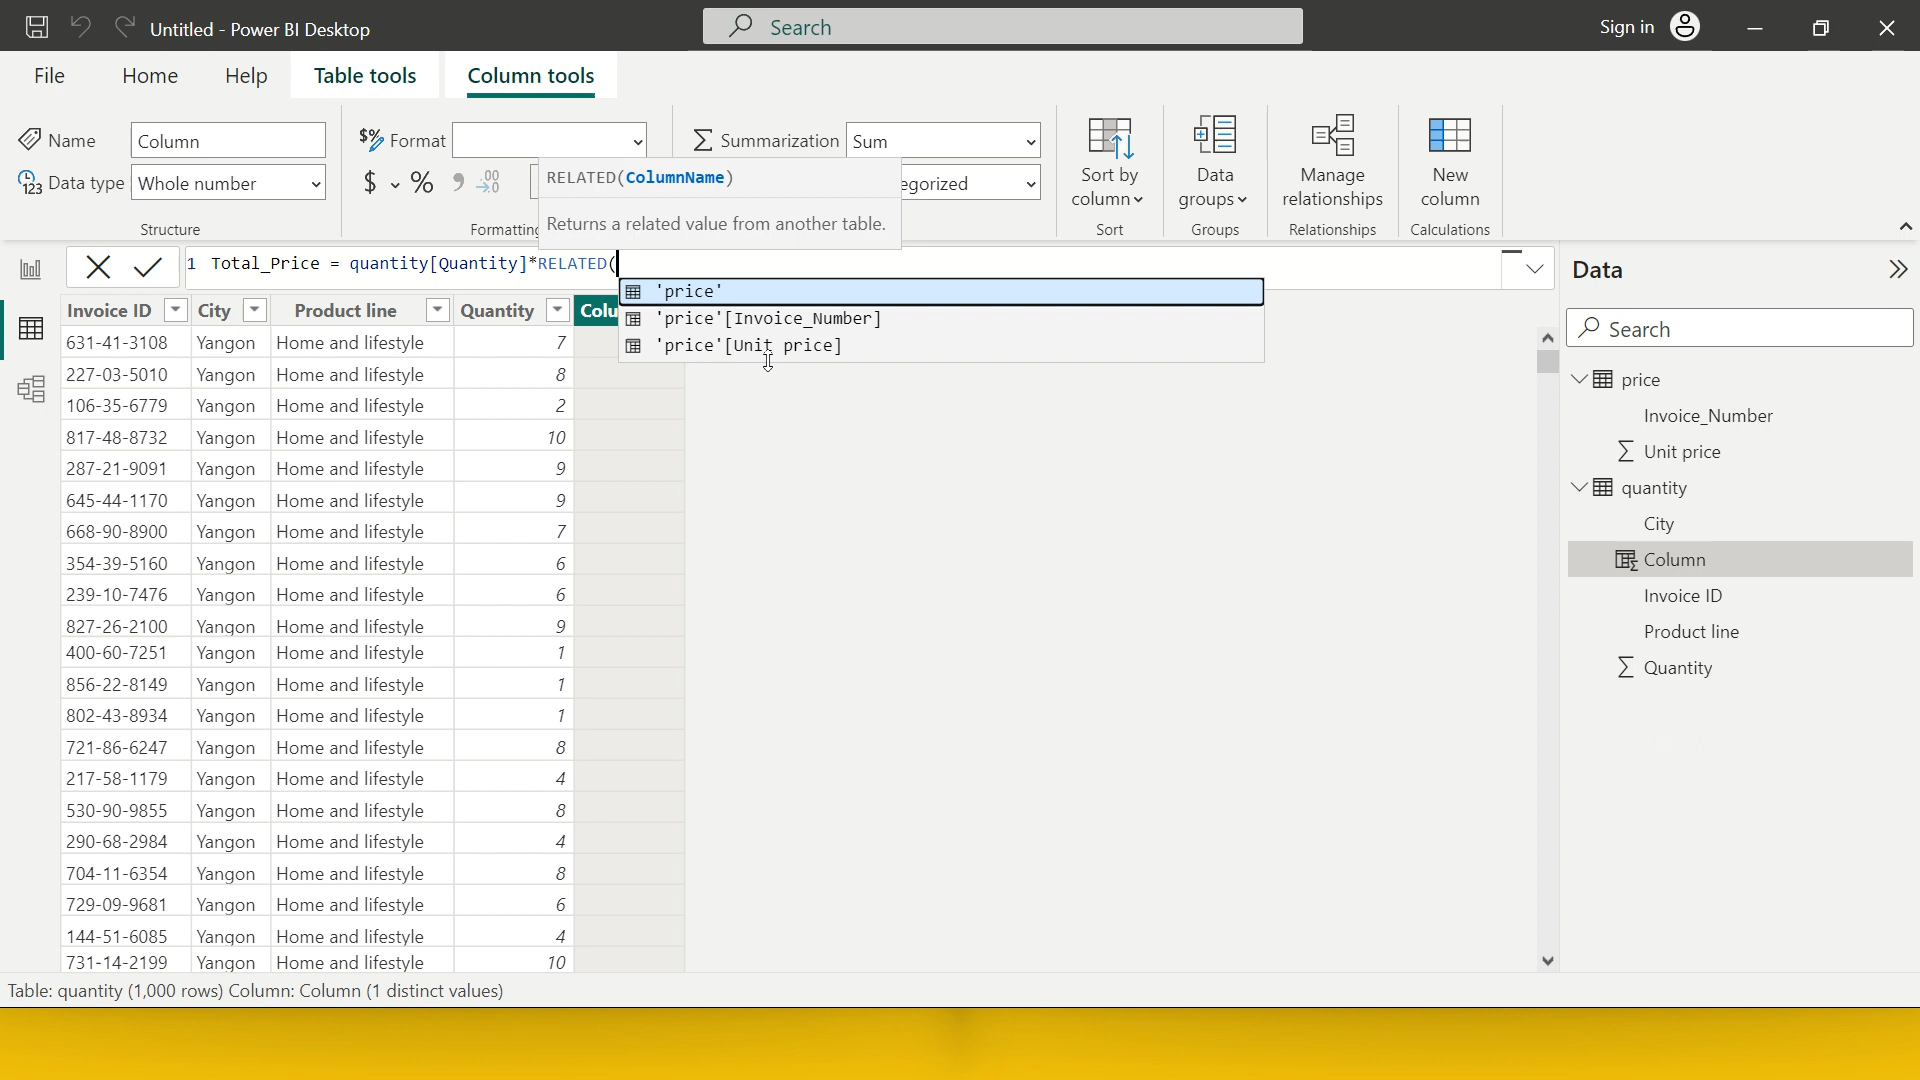 Untitled - Power BI Desktop
Search
Sign in
File
Home
Help
Table tools
Column tools
Name
Column
Format
Summarization
Sum
Data type
Whole number
$
%
RELATED(ColumnName)
Returns a related value from another table.
egorized
Sort by
column
Data
groups
Manage
relationships
New
column
Structure
Formatting
Sort
Groups
Relationships
Calculations
1 Total_Price = quantity[Quantity]*RELATED(
'price'
'price'[Invoice_Number]
'price'[Unit price]
Invoice ID City Product line Quantity Colu
631-41-3108 Yangon Home and lifestyle 7
227-03-5010 Yangon Home and lifestyle 8
106-35-6779 Yangon Home and lifestyle 2
817-48-8732 Yangon Home and lifestyle 10
287-21-9091 Yangon Home and lifestyle 9
645-44-1170 Yangon Home and lifestyle 9
668-90-8900 Yangon Home and lifestyle 7
354-39-5160 Yangon Home and lifestyle 6
239-10-7476 Yangon Home and lifestyle 6
827-26-2100 Yangon Home and lifestyle 9
400-60-7251 Yangon Home and lifestyle 1
856-22-8149 Yangon Home and lifestyle 1
802-43-8934 Yangon Home and lifestyle 1
721-86-6247 Yangon Home and lifestyle 8
217-58-1179 Yangon Home and lifestyle 4
530-90-9855 Yangon Home and lifestyle 8
290-68-2984 Yangon Home and lifestyle 4
704-11-6354 Yangon Home and lifestyle 8
729-09-9681 Yangon Home and lifestyle 6
144-51-6085 Yangon Home and lifestyle 4
731-14-2199 Yangon Home and lifestyle 10
Data
Search
price
Invoice_Number
Unit price
quantity
City
Column
Invoice ID
Product line
Quantity
Table: quantity (1,000 rows) Column: Column (1 distinct values)